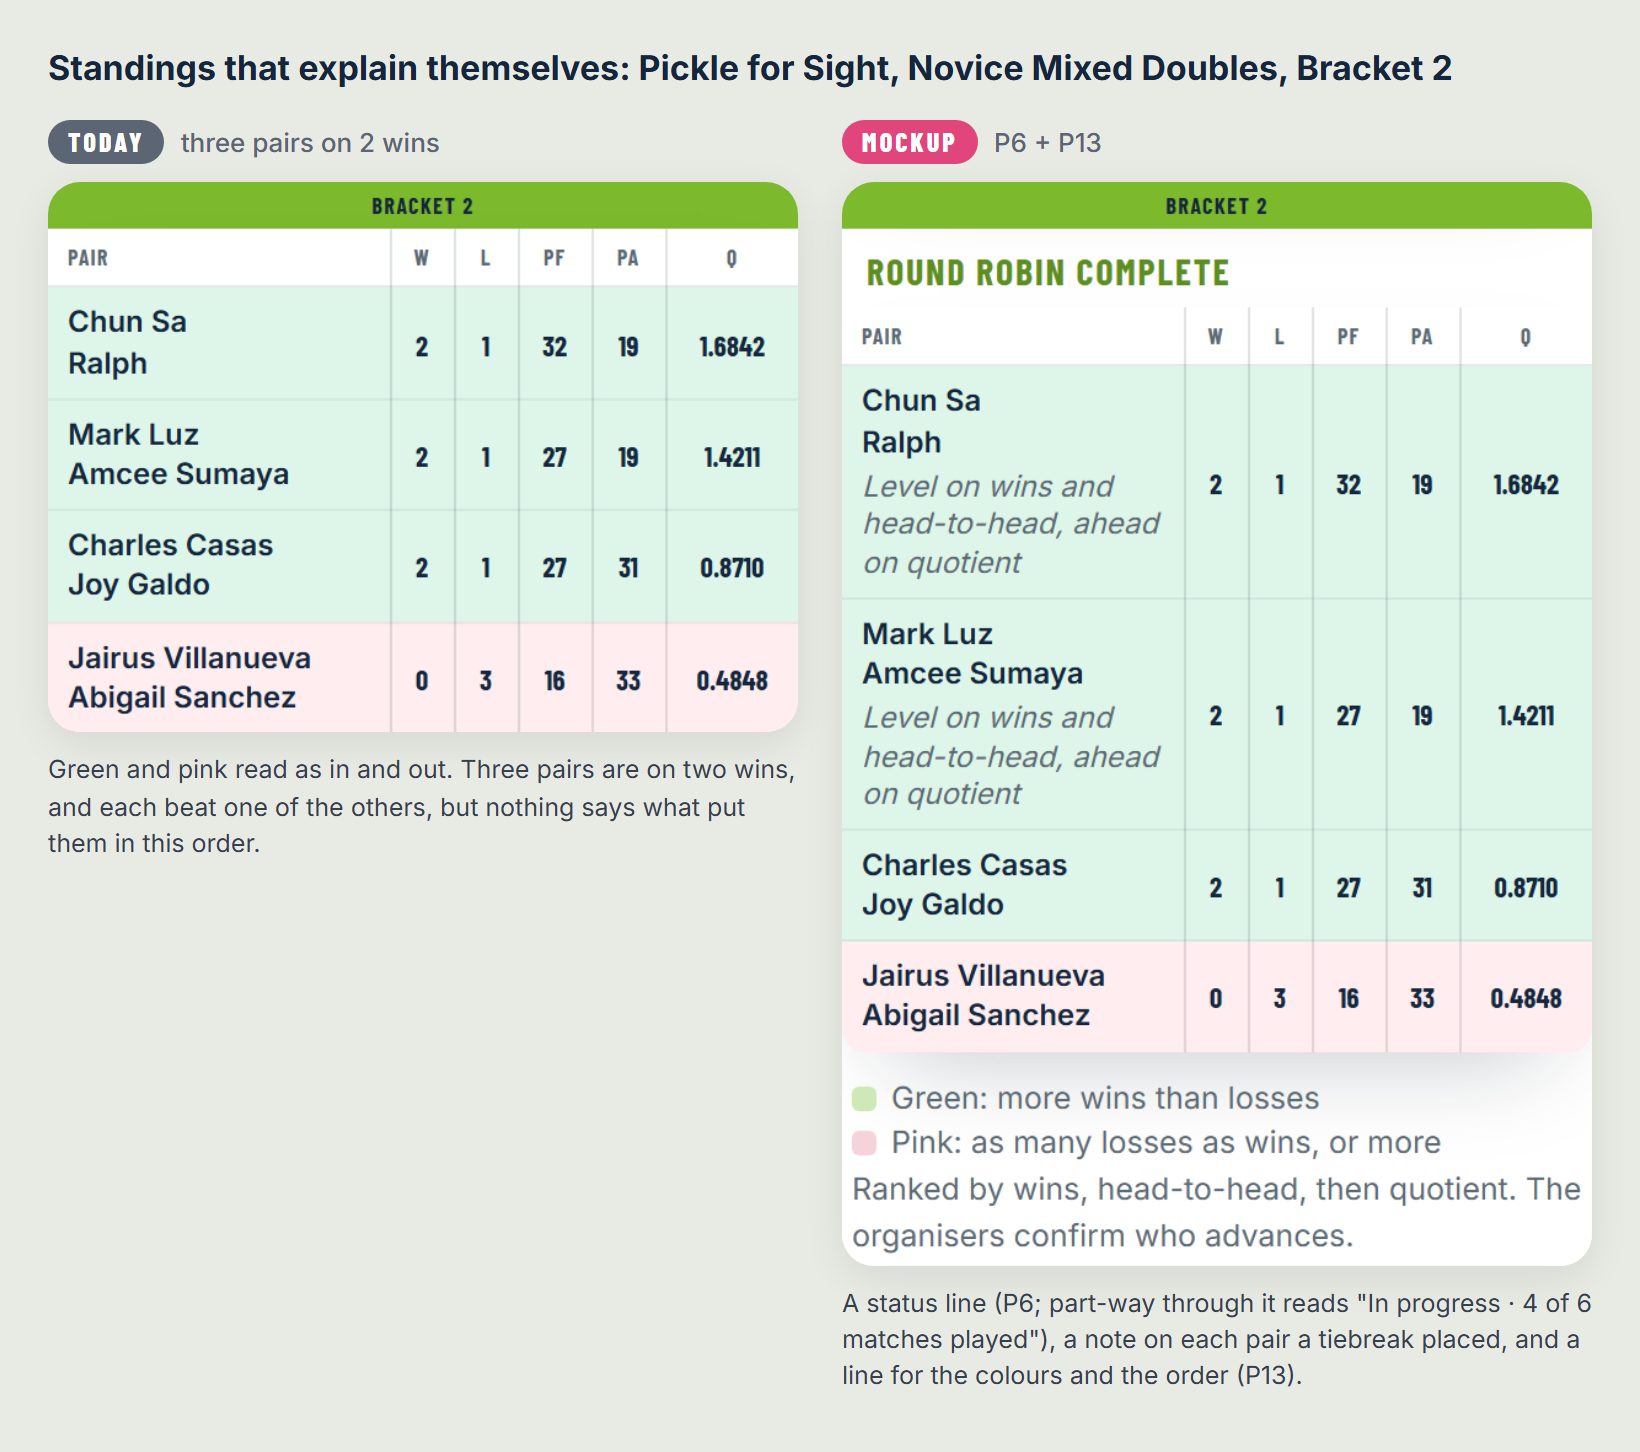 Standings that explain themselves: Pickle for Sight, Novice Mixed Doubles, Bracket 2
TODAY three pairs on 2 wins
BRACKET 2
PAIR W L PF PA Q
Chun Sa
Ralph
2 1 32 19 1.6842
Mark Luz
Amcee Sumaya
2 1 27 19 1.4211
Charles Casas
Joy Galdo
2 1 27 31 0.8710
Jairus Villanueva
Abigail Sanchez
0 3 16 33 0.4848
Green and pink read as in and out. Three pairs are on two wins,
and each beat one of the others, but nothing says what put
them in this order.
MOCKUP P6 + P13
BRACKET 2
ROUND ROBIN COMPLETE
PAIR W L PF PA Q
Chun Sa
Ralph
Level on wins and
head-to-head, ahead
on quotient
2 1 32 19 1.6842
Mark Luz
Amcee Sumaya
Level on wins and
head-to-head, ahead
on quotient
2 1 27 19 1.4211
Charles Casas
Joy Galdo
2 1 27 31 0.8710
Jairus Villanueva
Abigail Sanchez
0 3 16 33 0.4848
Green: more wins than losses
Pink: as many losses as wins, or more
Ranked by wins, head-to-head, then quotient. The
organisers confirm who advances.
A status line (P6; part-way through it reads "In progress · 4 of 6
matches played"), a note on each pair a tiebreak placed, and a
line for the colours and the order (P13).